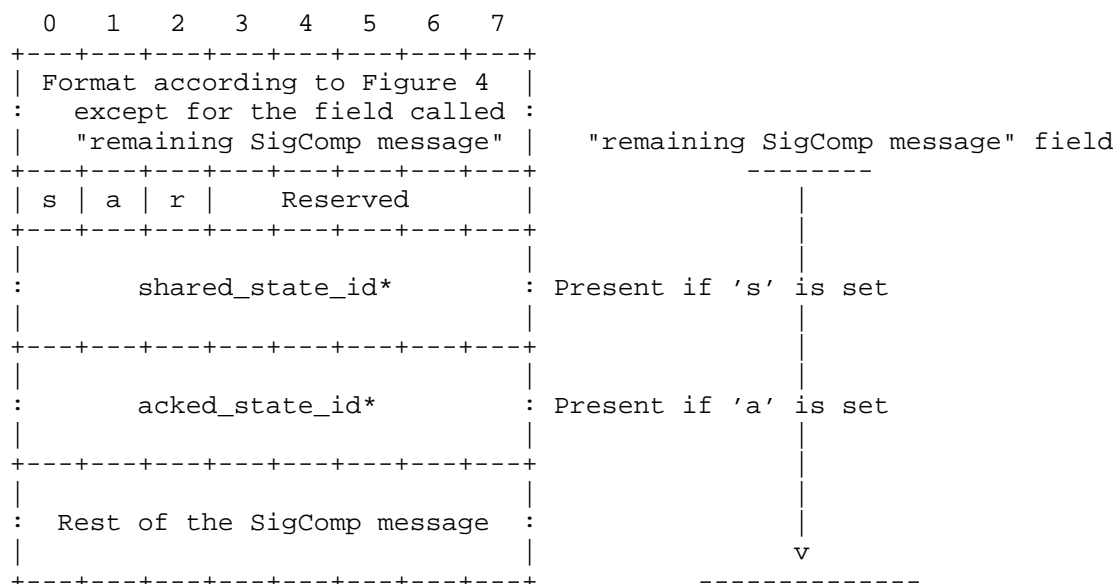 0   1   2   3   4   5   6   7
+---+---+---+---+---+---+---+---+
| Format according to Figure 4  |
:   except for the field called :
|   "remaining SigComp message" |   "remaining SigComp message" field
+---+---+---+---+---+---+---+---+             --------
| s | a | r |    Reserved       |                |
+---+---+---+---+---+---+---+---+                |
|                               |                |
:       shared_state_id*        : Present if ’s’ is set
|                               |                |
+---+---+---+---+---+---+---+---+                |
|                               |                |
:       acked_state_id*         : Present if ’a’ is set
|                               |                |
+---+---+---+---+---+---+---+---+                |
|                               |                |
:  Rest of the SigComp message  :                |
|                               |                v
+---+---+---+---+---+---+---+---+          --------------